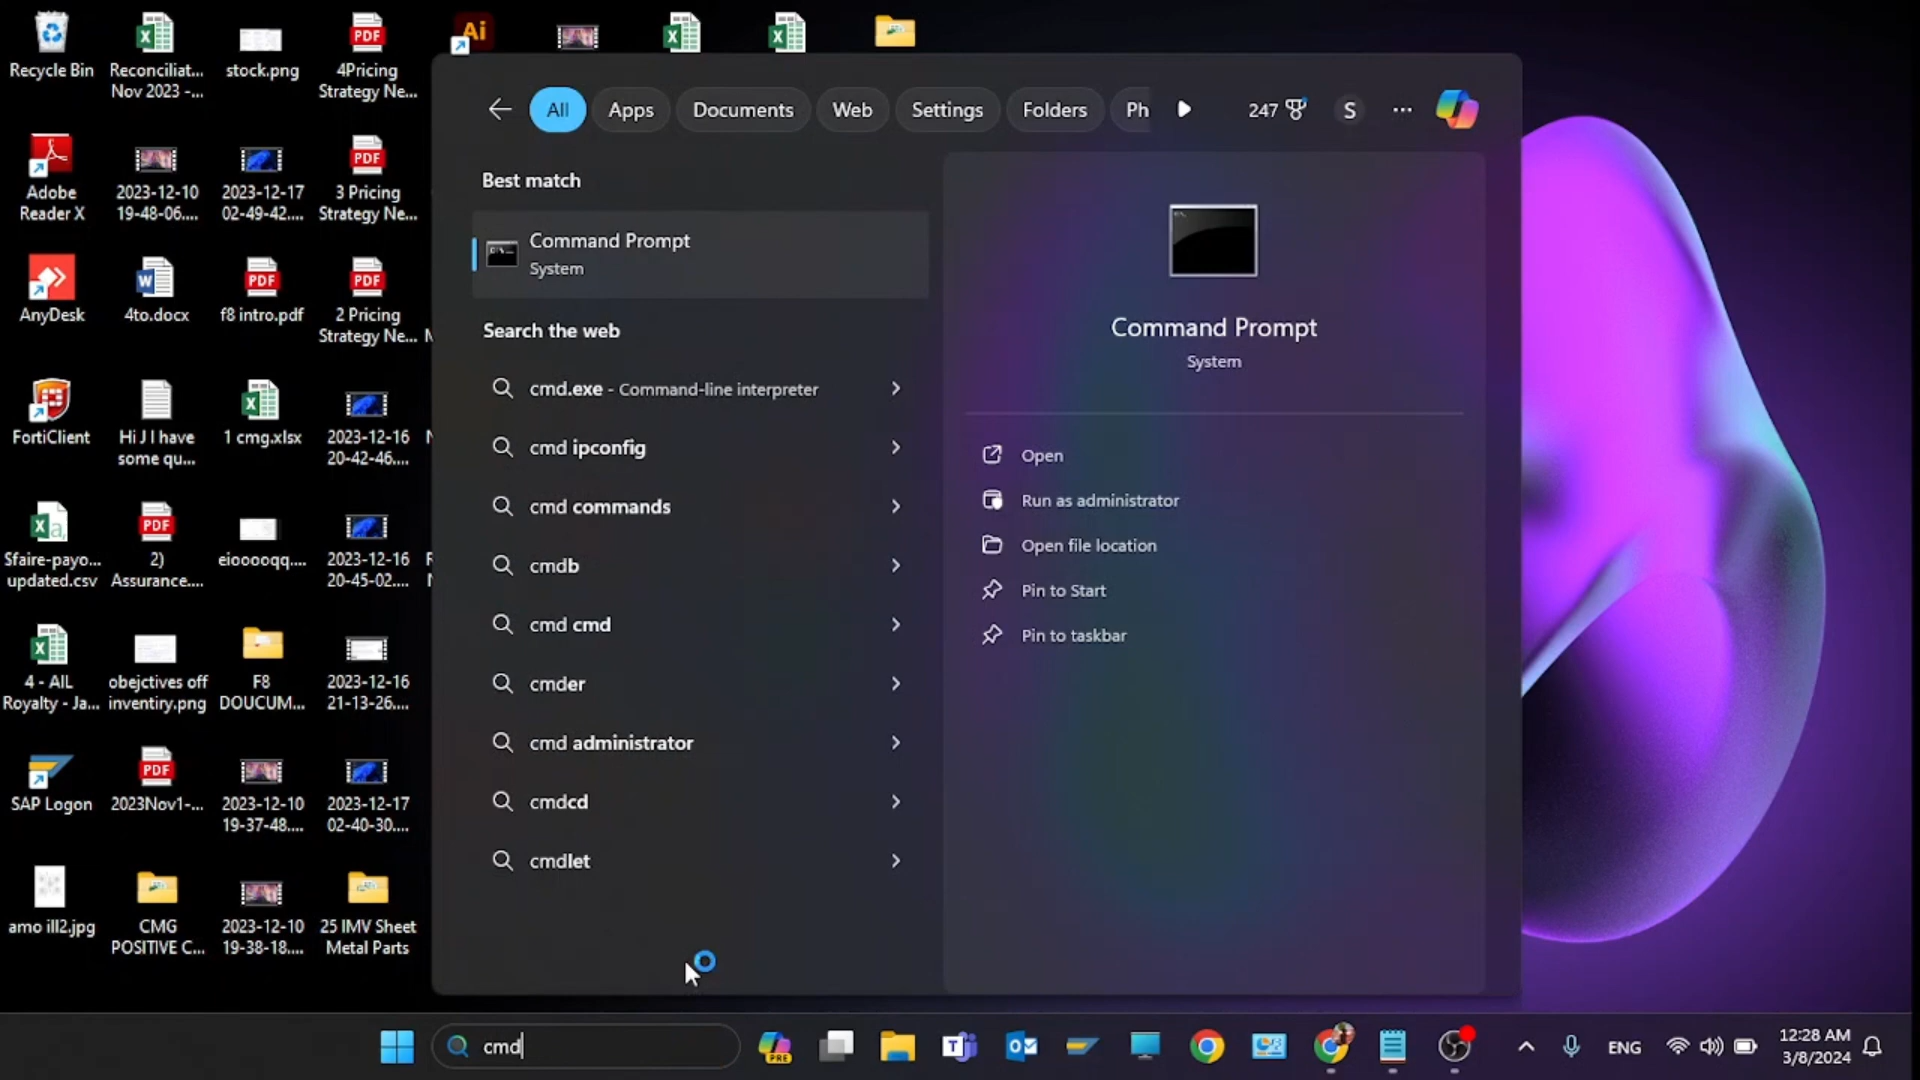 Recycle Bin
Reconciliat...
Nov 2023 -...
stock.png
4Pricing
Strategy Ne...
Ai
Adobe
Reader X
2023-12-10
19-48-06....
2023-12-17
02-49-42....
3 Pricing
Strategy Ne...
AnyDesk
4to.docx
f8 intro.pdf
2 Pricing
Strategy Ne...
FortiClient
Hi J I have
some qu...
1 cmg.xlsx
2023-12-16
20-42-46....
Sfaire-payo...
updated.csv
2)
Assurance....
eiooooqq....
2023-12-16
20-45-02....
4 - AIL
Royalty - Ja...
obejctives off
inventiry.png
F8
DOUCUM...
2023-12-16
21-13-26....
SAP Logon
2023Nov1-...
2023-12-10
19-37-48....
2023-12-17
02-40-30....
amo ill2.jpg
CMG
POSITIVE C...
2023-12-10
19-38-18....
25 IMV Sheet
Metal Parts
All
Apps
Documents
Web
Settings
Folders
Ph
247
S
...
Best match
Command Prompt
System
Search the web
cmd.exe - Command-line interpreter
cmd ipconfig
cmd commands
cmdb
cmd cmd
cmder
cmd administrator
cmdcd
cmdlet
Command Prompt
System
Open
Run as administrator
Open file location
Pin to Start
Pin to taskbar
cmd
PRE
ENG
12:28 AM
3/8/2024